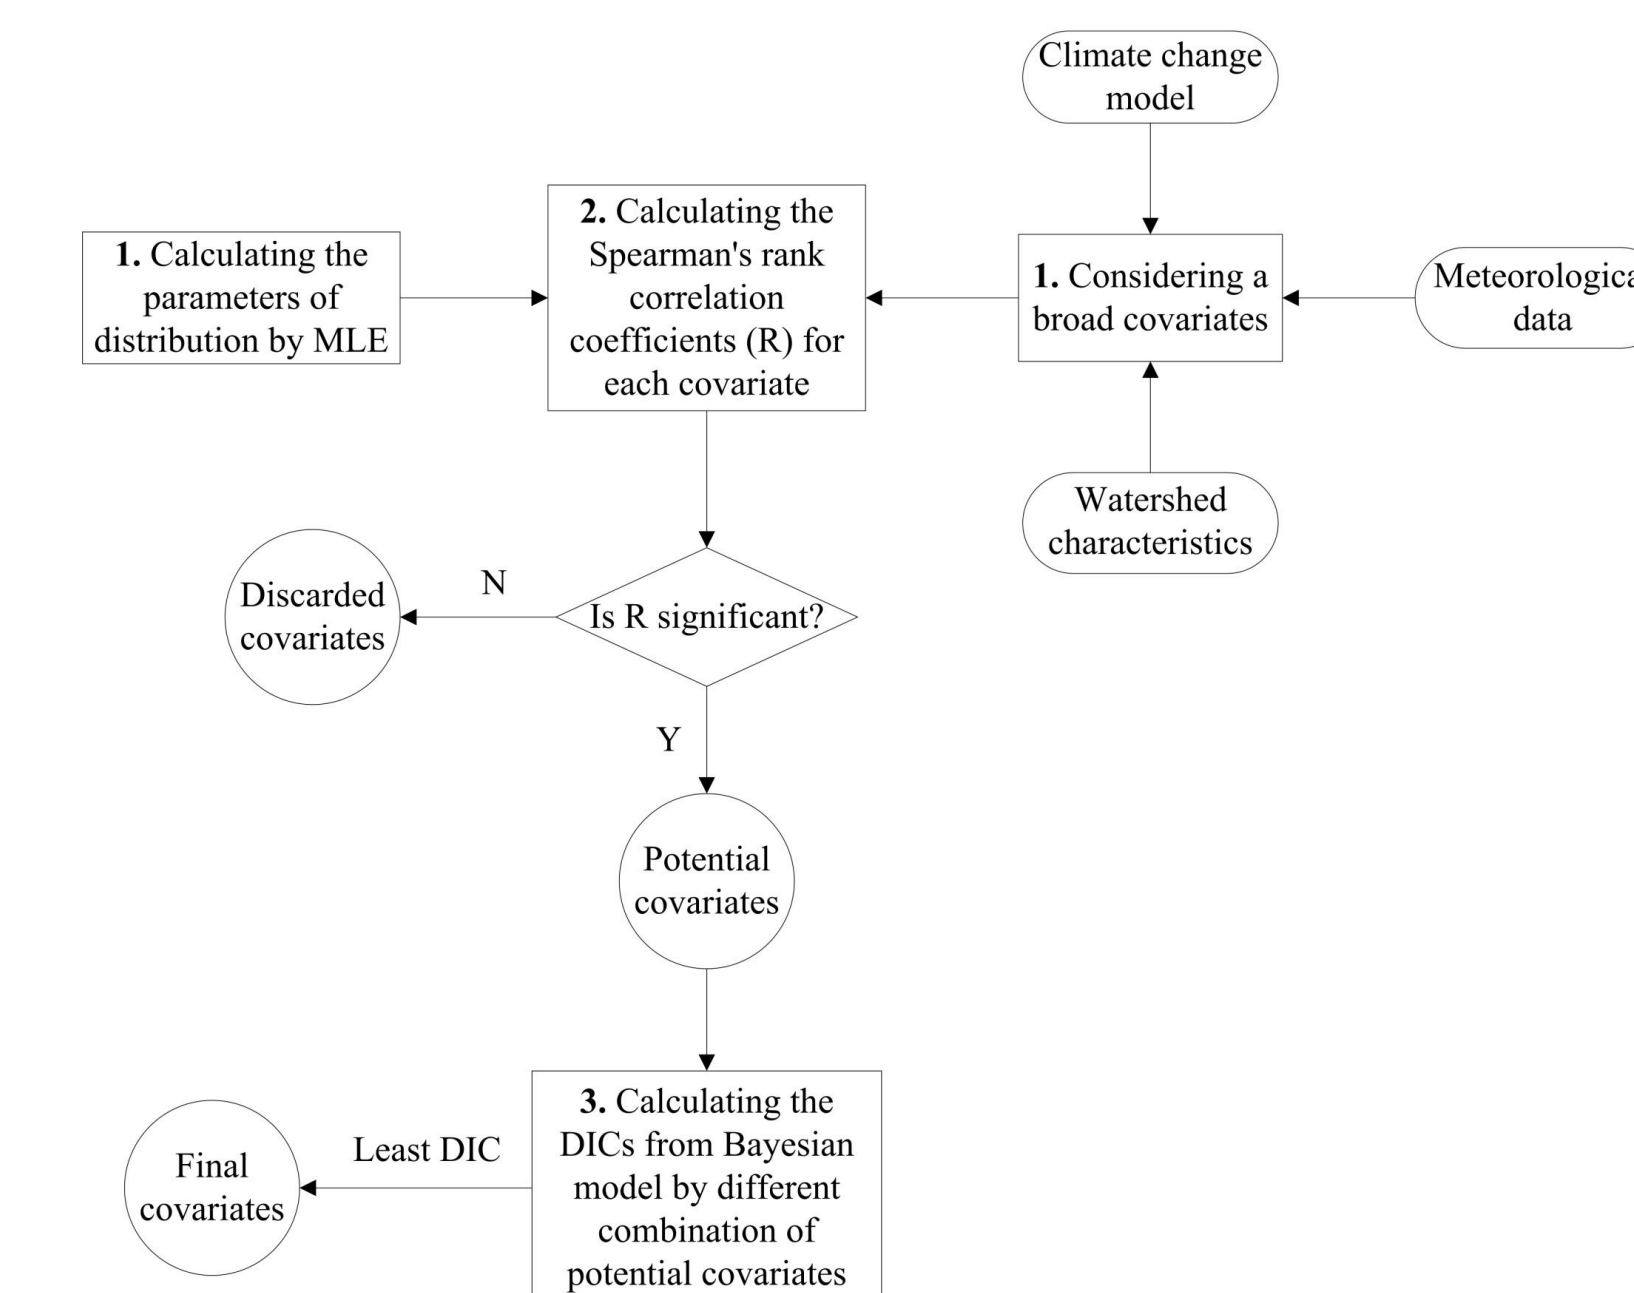 Climate change
model
1. Calculating the
parameters of
distribution by MLE
2. Calculating the
Spearman's rank
correlation
coefficients (R) for
each covariate
1. Considering a
broad covariates
data
Watershed
characteristics
Discarded
covariates
N
Is R significant?
Y
Potential
covariates
3. Calculating the
DICs from Bayesian
model by different
combination of
potential covariates
Least DIC
Final
covariates